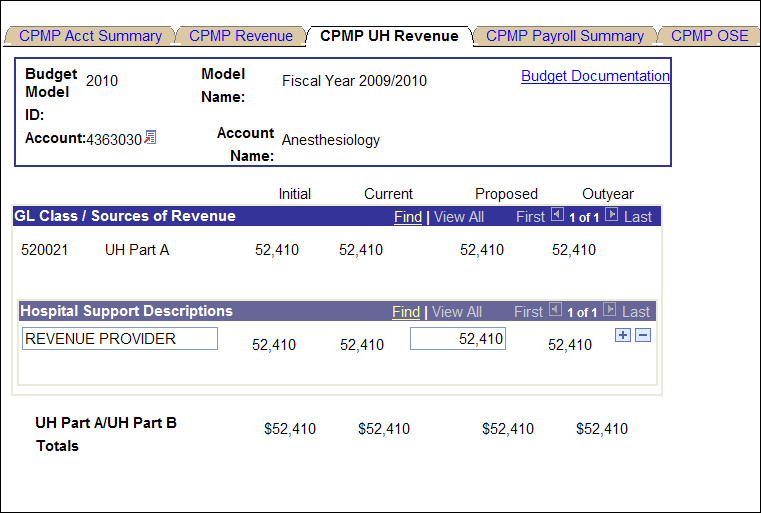 CPMP Acct Summary CPMP Revenue CPMP UH Revenue CPMP Payroll Summary CPMP OSE
Budget Model ID: 2010 Model Name: Fiscal Year 2009/2010 Budget Documentation
Account: 4363030 Account Name: Anesthesiology
Initial Current Proposed Outyear
GL Class / Sources of Revenue Find | View All First 1 of 1 Last
520021 UH Part A 52,410 52,410 52,410 52,410
Hospital Support Descriptions Find | View All First 1 of 1 Last
REVENUE PROVIDER 52,410 52,410 52,410 52,410 + −
UH Part A/UH Part B Totals $52,410 $52,410 $52,410 $52,410